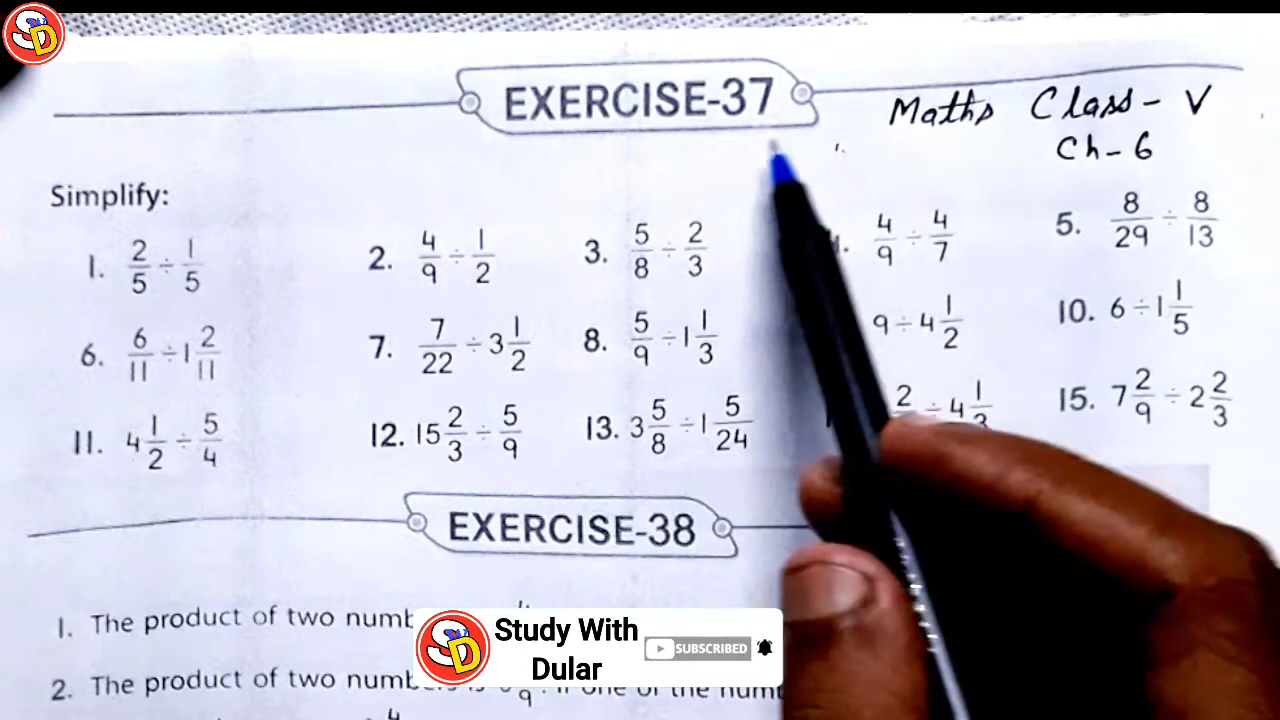 SD
EXERCISE-37
Maths Class - V
Ch - 6
Simplify:
1. 2/5 ÷ 1/5
2. 4/9 ÷ 1/2
3. 5/8 ÷ 2/3
4/9 ÷ 4/7
5. 8/29 ÷ 8/13
6. 6/11 ÷ 1 2/11
7. 7/22 ÷ 3 1/2
8. 5/9 ÷ 1 1/3
9 ÷ 4 1/2
10. 6 ÷ 1 1/5
11. 4 1/2 ÷ 5/4
12. 15 2/3 ÷ 5/9
13. 3 5/8 ÷ 1 5/24
÷ 4 1/3
15. 7 2/9 ÷ 2 2/3
EXERCISE-38
1. The product of two
2. The product of two
Study With
Dular
SUBSCRIBED